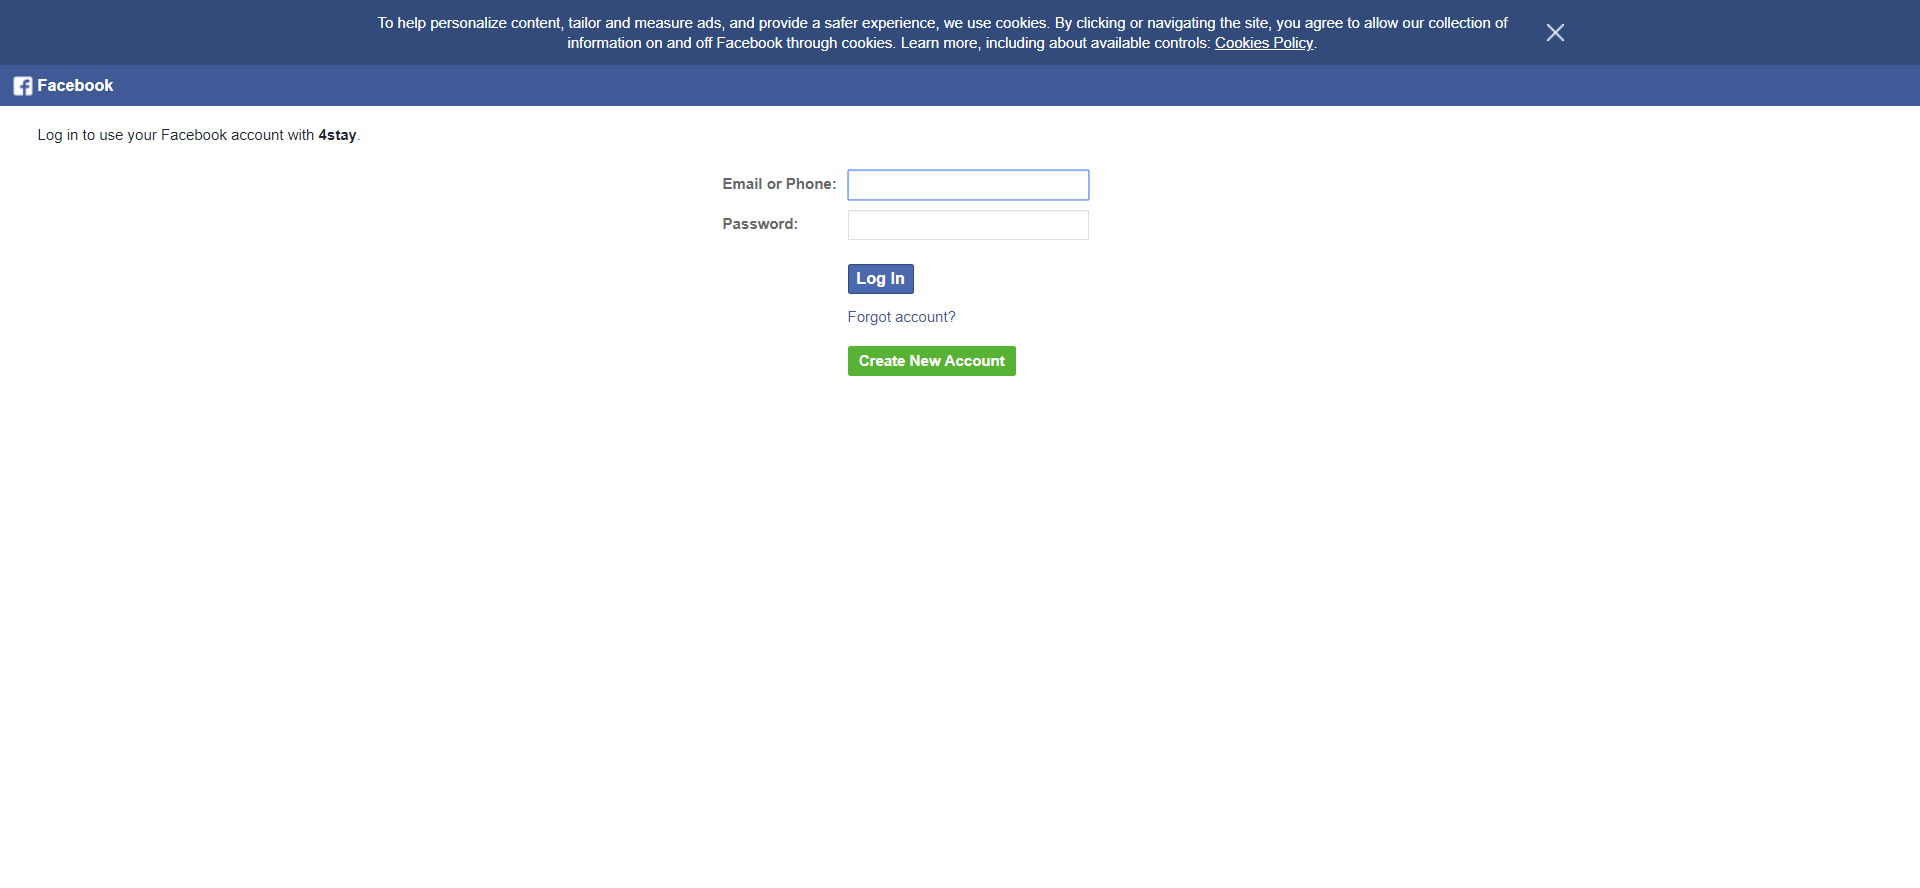 To help personalize content, tailor and measure ads, and provide a safer experience, we use cookies. By clicking or navigating the site, you agree to allow our collection of
information on and off Facebook through cookies. Learn more, including about available controls: Cookies Policy.
Facebook
Log in to use your Facebook account with 4stay.
Email or Phone:
Password:
Log In
Forgot account?
Create New Account